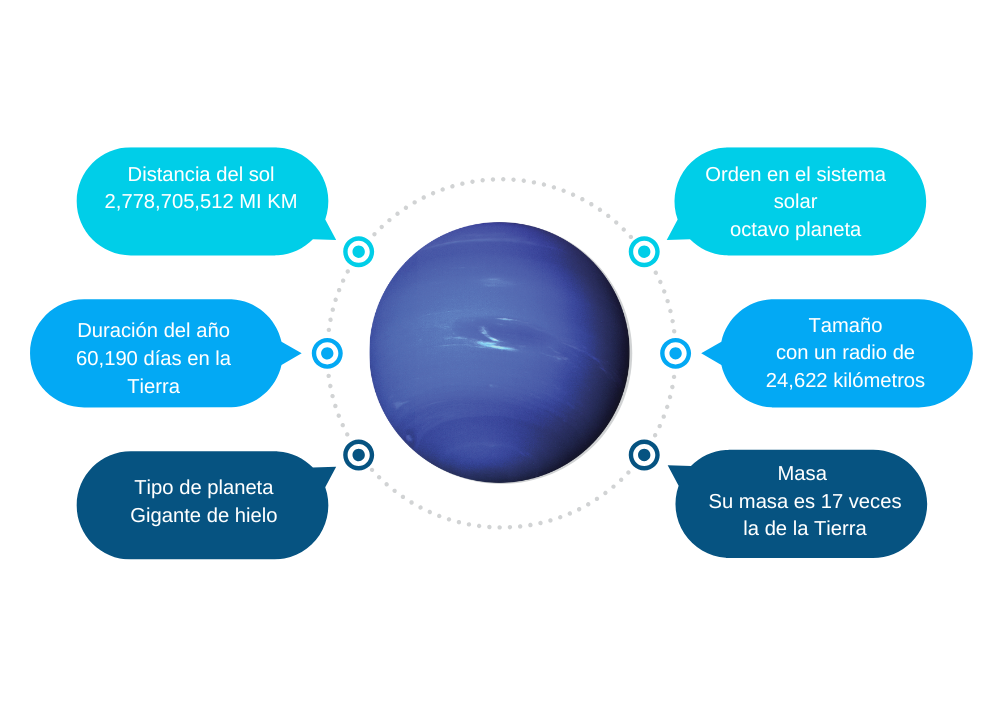 Distancia del sol
2,778,705,512 MI KM
Duración del año
60,190 días en la
Tierra
Tipo de planeta
Gigante de hielo
Orden en el sistema
solar
octavo planeta
Tamaño
con un radio de
24,622 kilómetros
Masa
Su masa es 17 veces
la de la Tierra